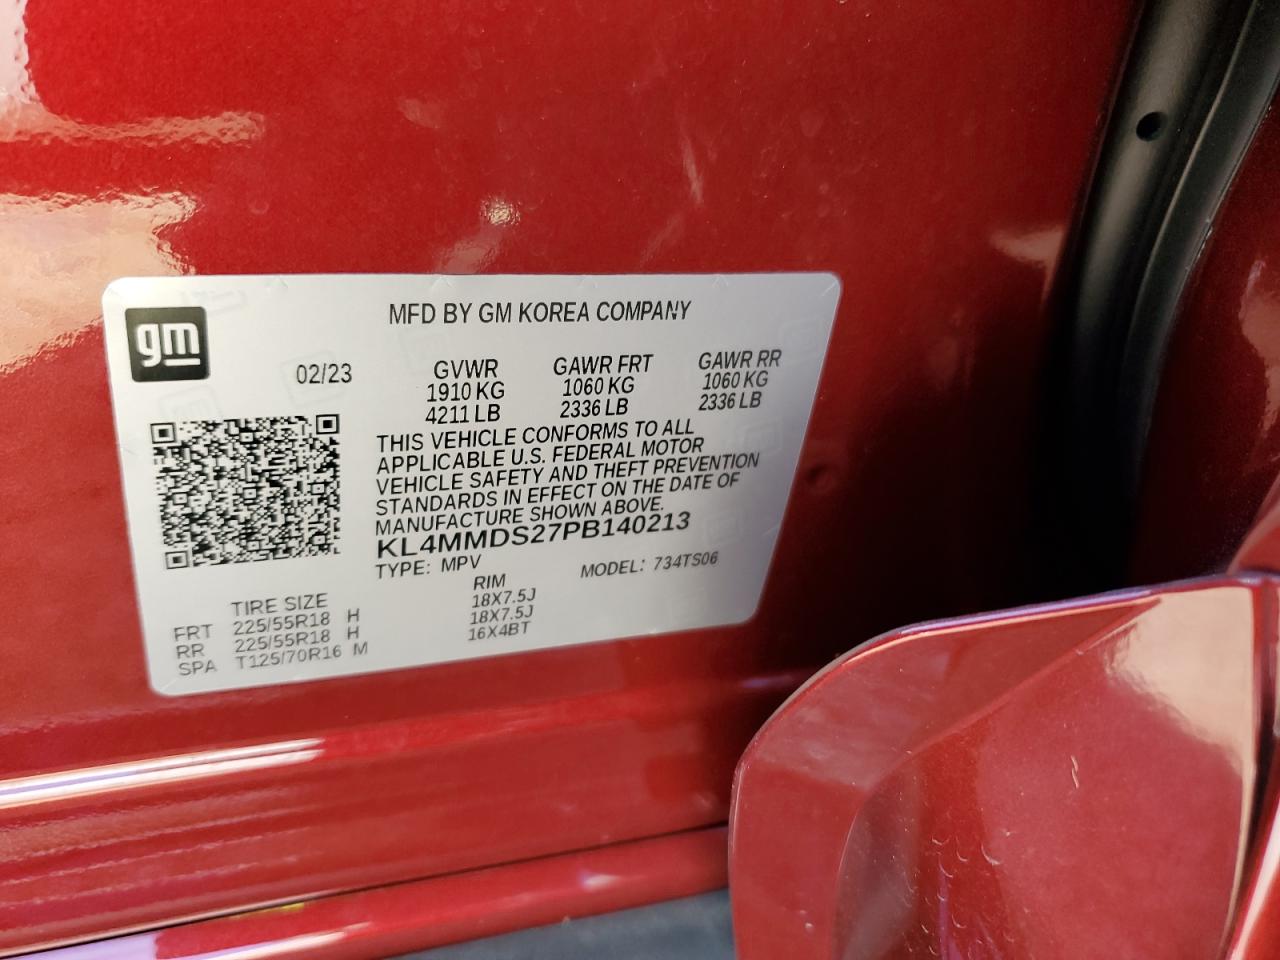 gm
MFD BY GM KOREA COMPANY
02/23 GVWR GAWR FRT GAWR RR
1910 KG 1060 KG 1060 KG
4211 LB 2336 LB 2336 LB
THIS VEHICLE CONFORMS TO ALL
APPLICABLE U.S. FEDERAL MOTOR
VEHICLE SAFETY AND THEFT PREVENTION
STANDARDS IN EFFECT ON THE DATE OF
MANUFACTURE SHOWN ABOVE.
KL4MMDS27PB140213
TYPE: MPV MODEL: 734TS06
TIRE SIZE RIM
FRT 225/55R18 H 18X7.5J
RR 225/55R18 H 18X7.5J
SPA T125/70R16 M 16X4BT